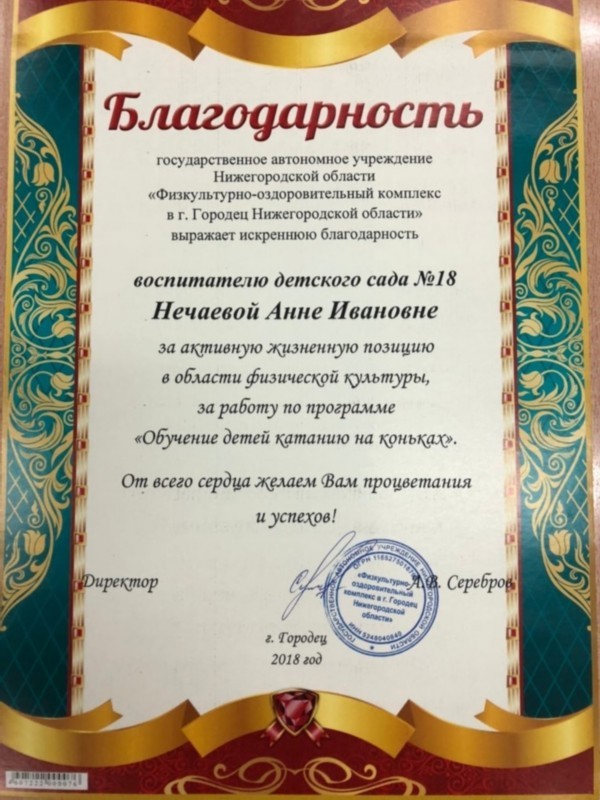 Благодарность
государственное автономное учреждение
Нижегородской области
«Физкультурно-оздоровительный комплекс
в г. Городец Нижегородской области»
выражает искреннюю благодарность
воспитателю детского сада №18
Нечаевой Анне Ивановне
за активную жизненную позицию
в области физической культуры,
за работу по программе
«Обучение детей катанию на коньках».
От всего сердца желаем Вам процветания
и успехов!
Директор
А.В. Серебров
«Физкультурно-
оздоровительный
комплекс в г. Городец
Нижегородской
области»
г. Городец
2018 год